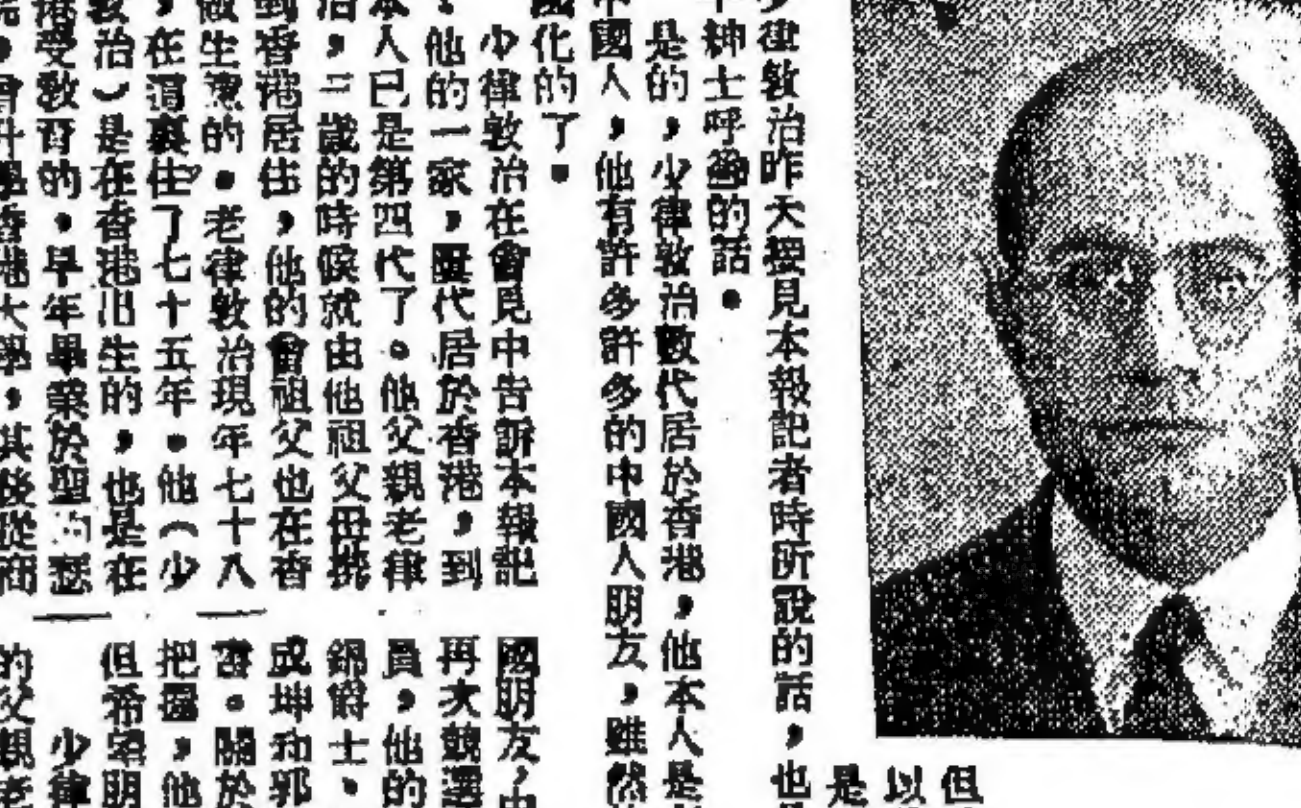 律敦治昨天接見本報記者時所說的話，也
紳士呼籲的話。
是的，少律敦治數代居於香港，他本人是
中國人，他有許多許多的中國人朋友，雖然
國化的了。
少律敦治在會見中告訴本報記
他的一家，歷代居於香港，到
本人已是第四代了。他父親老律
治，三歲的時候就由他祖父母挑
到香港居住，他的曾祖父也在香
做生意的。老律敦治現年七十八
，在這裏住了七十五年。他（少
敦治）是在香港出生的，也是在
港受教育的，早年畢業於聖
升學香港大學，其後從商
但
以
是
國朋友，中
再次競選
員，他的
錦爵士、
成坤和郭
。關於
把握，他
但希望朋
少律
的父親老